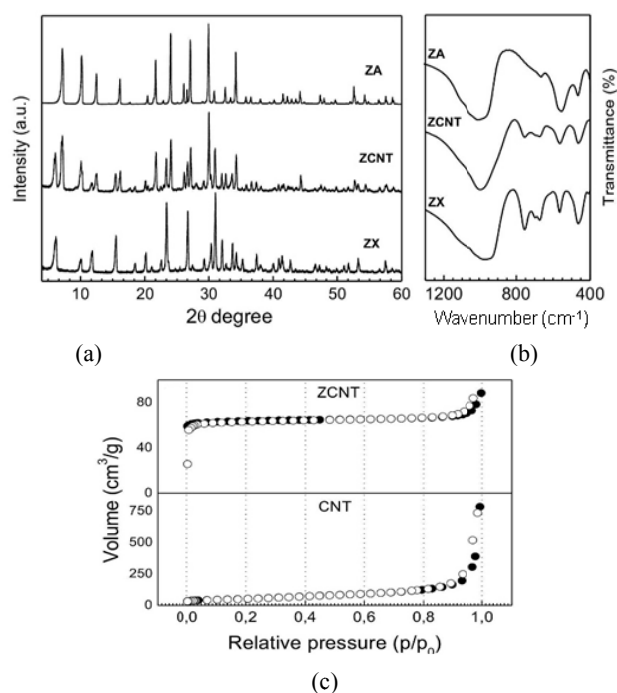 ZA
ZCNT
ZX
Intensity (a.u.)
10 20 30 40 50 60
2θ degree
(a)
ZA
ZCNT
ZX
Transmittance (%)
1200 800 400
Wavenumber (cm-1)
(b)
ZCNT
80
40
0
CNT
750
500
250
0
Volume (cm3/g)
0,0 0,2 0,4 0,6 0,8 1,0
Relative pressure (p/po)
(c)